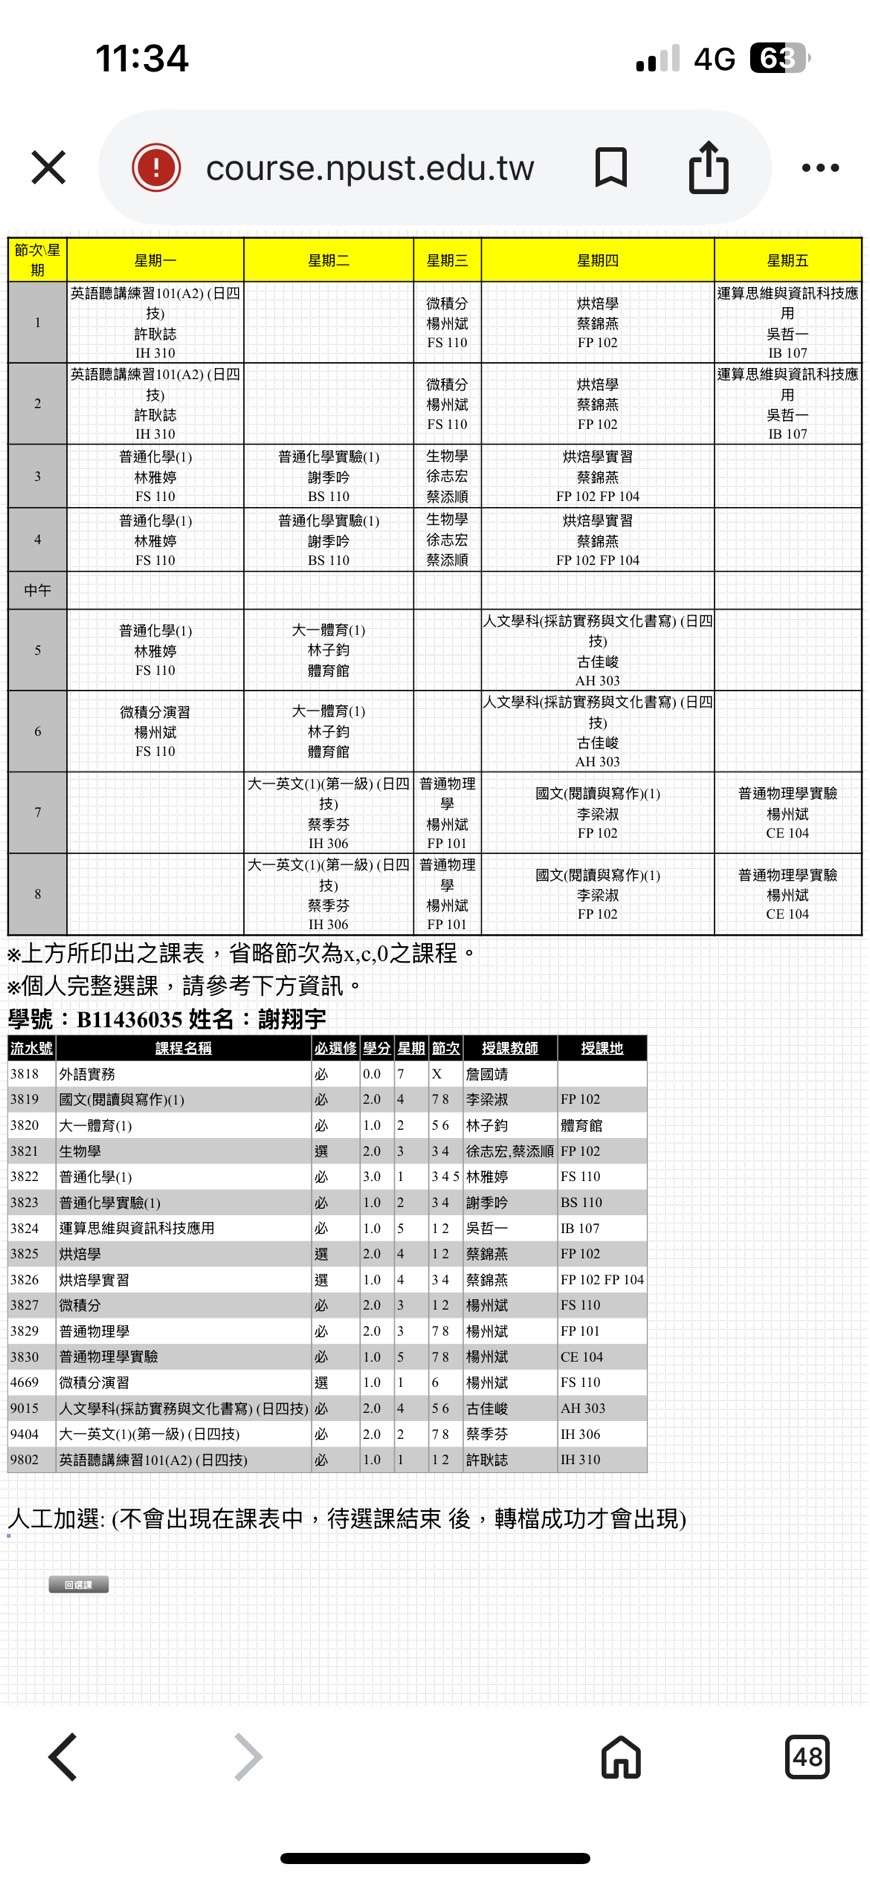 11:34
4G 63
course.npust.edu.tw
節次\星期 星期一 星期二 星期三 星期四 星期五
1
英語聽講練習101(A2) (日四技)
許耿誌
IH 310
微積分
楊州斌
FS 110
烘焙學
蔡錦燕
FP 102
運算思維與資訊科技應用
吳哲一
IB 107
2
英語聽講練習101(A2) (日四技)
許耿誌
IH 310
微積分
楊州斌
FS 110
烘焙學
蔡錦燕
FP 102
運算思維與資訊科技應用
吳哲一
IB 107
3
普通化學(1)
林雅婷
FS 110
普通化學實驗(1)
謝季吟
BS 110
生物學
徐志宏
蔡添順
烘焙學實習
蔡錦燕
FP 102 FP 104
4
普通化學(1)
林雅婷
FS 110
普通化學實驗(1)
謝季吟
BS 110
生物學
徐志宏
蔡添順
烘焙學實習
蔡錦燕
FP 102 FP 104
中午
5
普通化學(1)
林雅婷
FS 110
大一體育(1)
林子鈞
體育館
人文學科(採訪實務與文化書寫) (日四技)
古佳峻
AH 303
6
微積分演習
楊州斌
FS 110
大一體育(1)
林子鈞
體育館
人文學科(採訪實務與文化書寫) (日四技)
古佳峻
AH 303
7
大一英文(1)(第一級) (日四技)
蔡季芬
IH 306
普通物理學
楊州斌
FP 101
國文(閱讀與寫作)(1)
李梁淑
FP 102
普通物理學實驗
楊州斌
CE 104
8
大一英文(1)(第一級) (日四技)
蔡季芬
IH 306
普通物理學
楊州斌
FP 101
國文(閱讀與寫作)(1)
李梁淑
FP 102
普通物理學實驗
楊州斌
CE 104
※上方所印出之課表，省略節次為x,c,0之課程。
※個人完整選課，請參考下方資訊。
學號：B11436035 姓名：謝翔宇
流水號 課程名稱 必選修 學分 星期 節次 授課教師 授課地
3818 外語實務 必 0.0 7 X 詹國靖
3819 國文(閱讀與寫作)(1) 必 2.0 4 7 8 李梁淑 FP 102
3820 大一體育(1) 必 1.0 2 5 6 林子鈞 體育館
3821 生物學 選 2.0 3 3 4 徐志宏,蔡添順 FP 102
3822 普通化學(1) 必 3.0 1 3 4 5 林雅婷 FS 110
3823 普通化學實驗(1) 必 1.0 2 3 4 謝季吟 BS 110
3824 運算思維與資訊科技應用 必 1.0 5 1 2 吳哲一 IB 107
3825 烘焙學 選 2.0 4 1 2 蔡錦燕 FP 102
3826 烘焙學實習 選 1.0 4 3 4 蔡錦燕 FP 102 FP 104
3827 微積分 必 2.0 3 1 2 楊州斌 FS 110
3829 普通物理學 必 2.0 3 7 8 楊州斌 FP 101
3830 普通物理學實驗 必 1.0 5 7 8 楊州斌 CE 104
4669 微積分演習 選 1.0 1 6 楊州斌 FS 110
9015 人文學科(採訪實務與文化書寫) (日四技) 必 2.0 4 5 6 古佳峻 AH 303
9404 大一英文(1)(第一級) (日四技) 必 2.0 2 7 8 蔡季芬 IH 306
9802 英語聽講練習101(A2) (日四技) 必 1.0 1 1 2 許耿誌 IH 310
人工加選: (不會出現在課表中，待選課結束 後，轉檔成功才會出現)
回選課
48